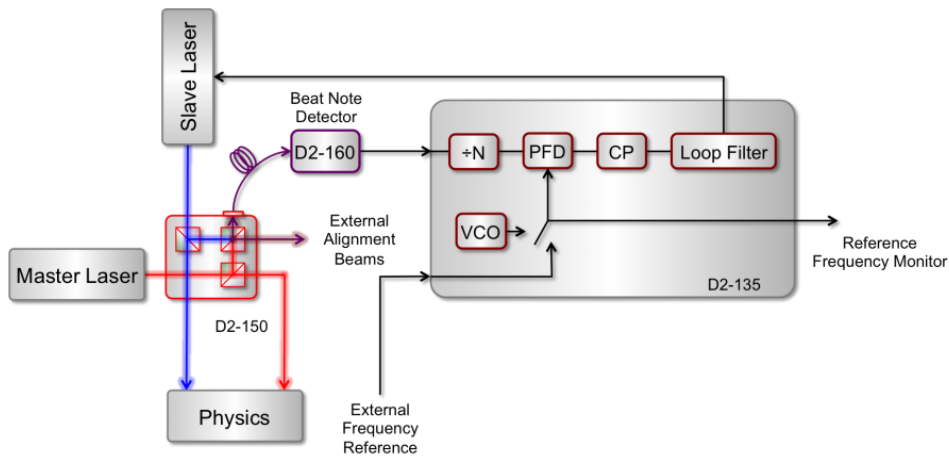 Slave Laser
Beat Note
Detector
D2-160
÷N
PFD
CP
Loop Filter
VCO
External
Alignment
Beams
Reference
Frequency Monitor
Master Laser
D2-135
D2-150
Physics
External
Frequency
Reference